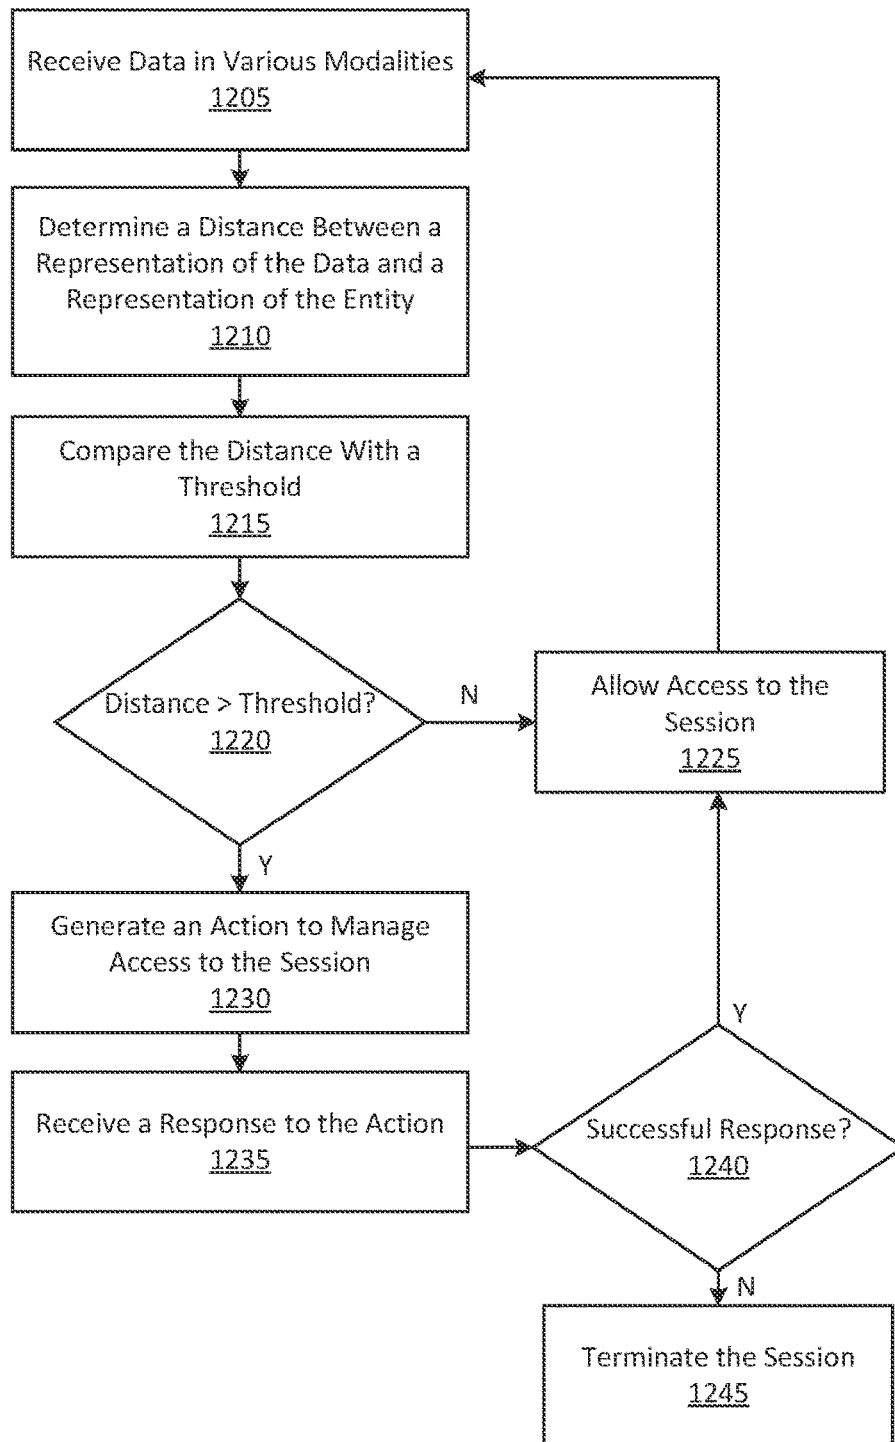 Receive Data in Various Modalities
1205
Determine a Distance Between a
Representation of the Data and a
Representation of the Entity
1210
Compare the Distance With a
Threshold
1215
Distance > Threshold?
1220
N
Allow Access to the
Session
1225
Y
Generate an Action to Manage
Access to the Session
1230
Y
Receive a Response to the Action
1235
Successful Response?
1240
N
Terminate the Session
1245